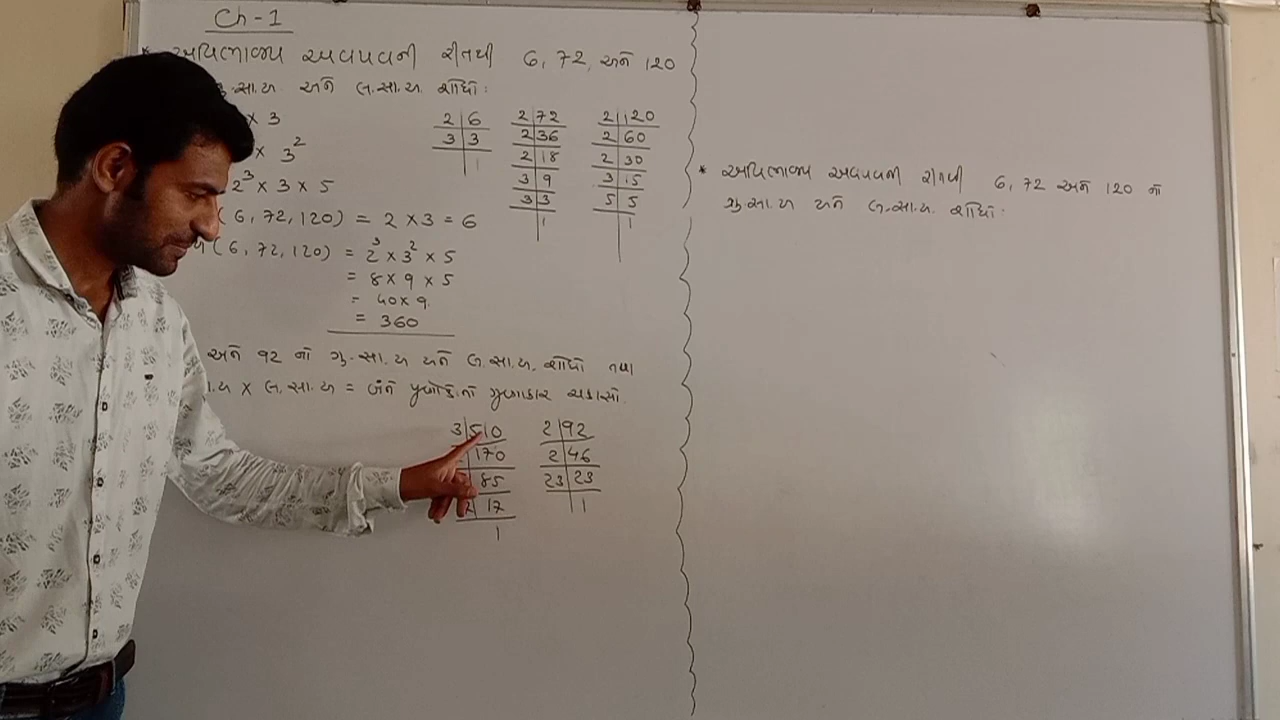 Ch-1
* અવિભાજ્ય અવયવની રીતથી 6, 72, અને 120
ગુ.સા.અ. અને લ.સા.અ. શોધો:
× 3
× 3²
2³ × 3 × 5
(6, 72, 120) = 2 × 3 = 6
અ (6, 72, 120) = 2³ × 3² × 5
= 8 × 9 × 5
= 40 × 9
= 360
2 | 6
3 | 3
1
2 | 72
2 | 36
2 | 18
3 | 9
3 | 3
1
2 | 120
2 | 60
2 | 30
3 | 15
5 | 5
1
અને 92 નો ગુ.સા.અ અને લ.સા.અ. શોધો તથા
.અ × લ.સા.અ = બંને પૂર્ણાંકોનો ગુણાકાર ચકાસો.
3 | 510
170
85
17
1
2 | 92
2 | 46
23 | 23
1
* અવિભાજ્ય અવયવની રીતથી 6, 72 અને 120 નો
ગુ.સા.અ અને લ.સા.અ. શોધો: